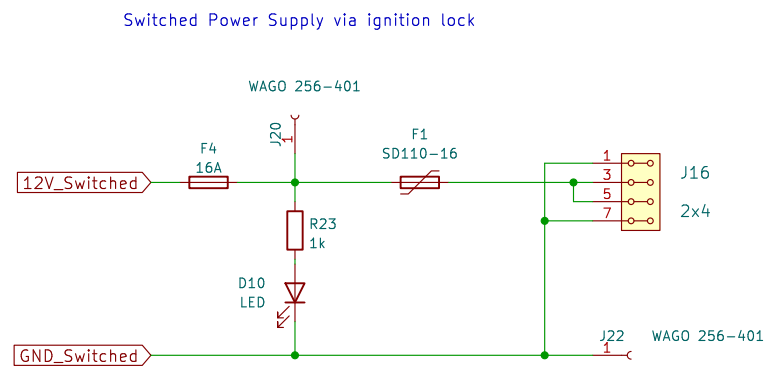 Switched Power Supply via ignition lock
WAGO 256-401
J20
1
F4
16A
F1
SD110-16
12V_Switched
1
3
5
7
J16
2x4
R23
1k
D10
LED
GND_Switched
J22
1
WAGO 256-401